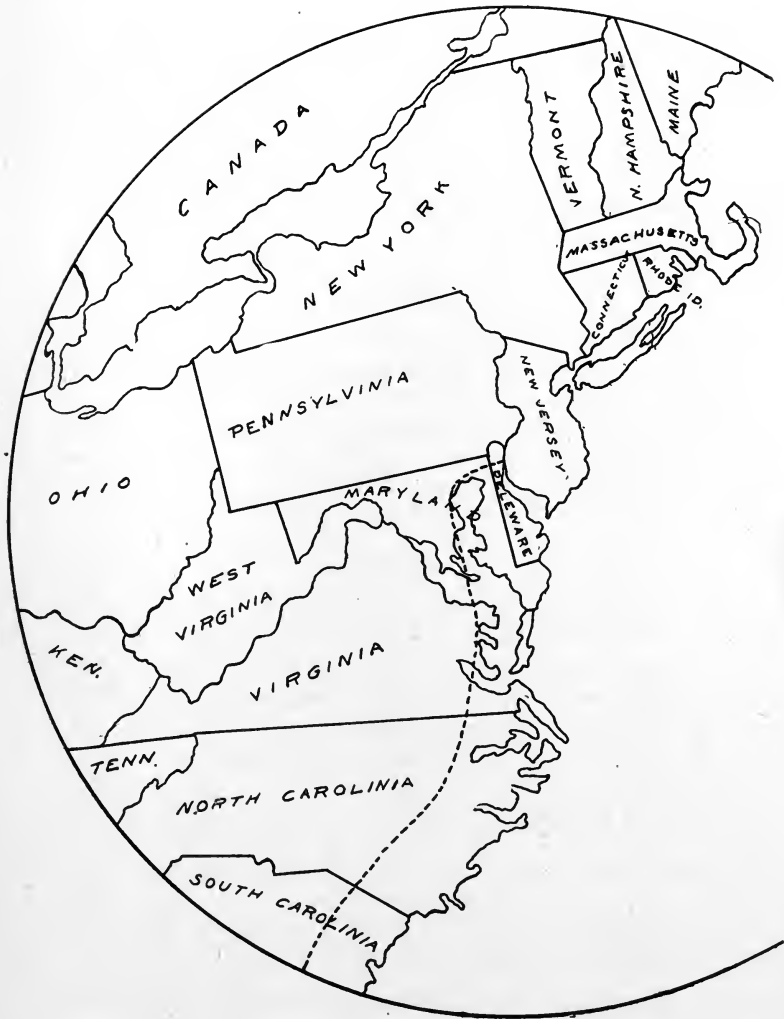 CANADA
NEW YORK
VERMONT
N. HAMPSHIRE
MAINE
MASSACHUSETTS
CONNECTICUT
RHODE ID.
PENNSYLVINIA
NEW JERSEY
OHIO
MARYLAND
DELEWARE
WEST
VIRGINIA
KEN.
VIRGINIA
TENN.
NORTH CAROLINIA
SOUTH CAROLINIA